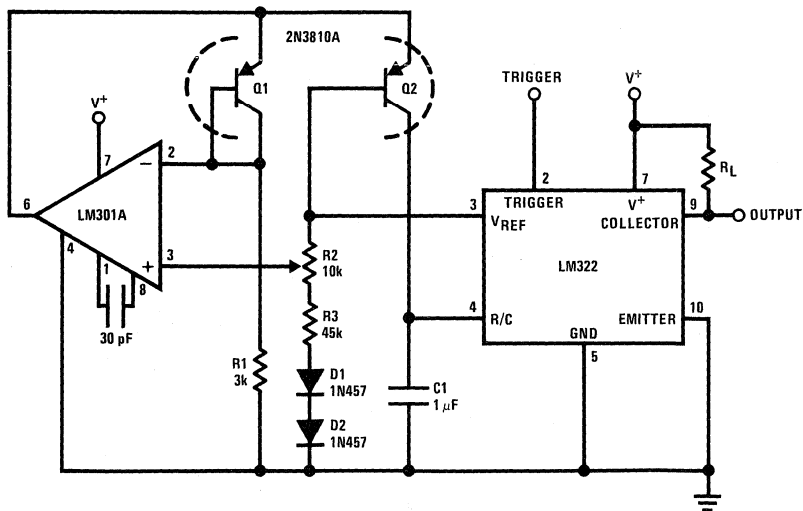 2N3810A
Q1
Q2
TRIGGER
V+
V+
7
2
6
LM301A
−
+
4
1
8
3
30 pF
R1
3k
R2
10k
R3
45k
D1
1N457
D2
1N457
C1
1 μF
2
7
RL
3
TRIGGER
V+
VREF
COLLECTOR
9
OUTPUT
LM322
4
R/C
EMITTER
10
GND
5